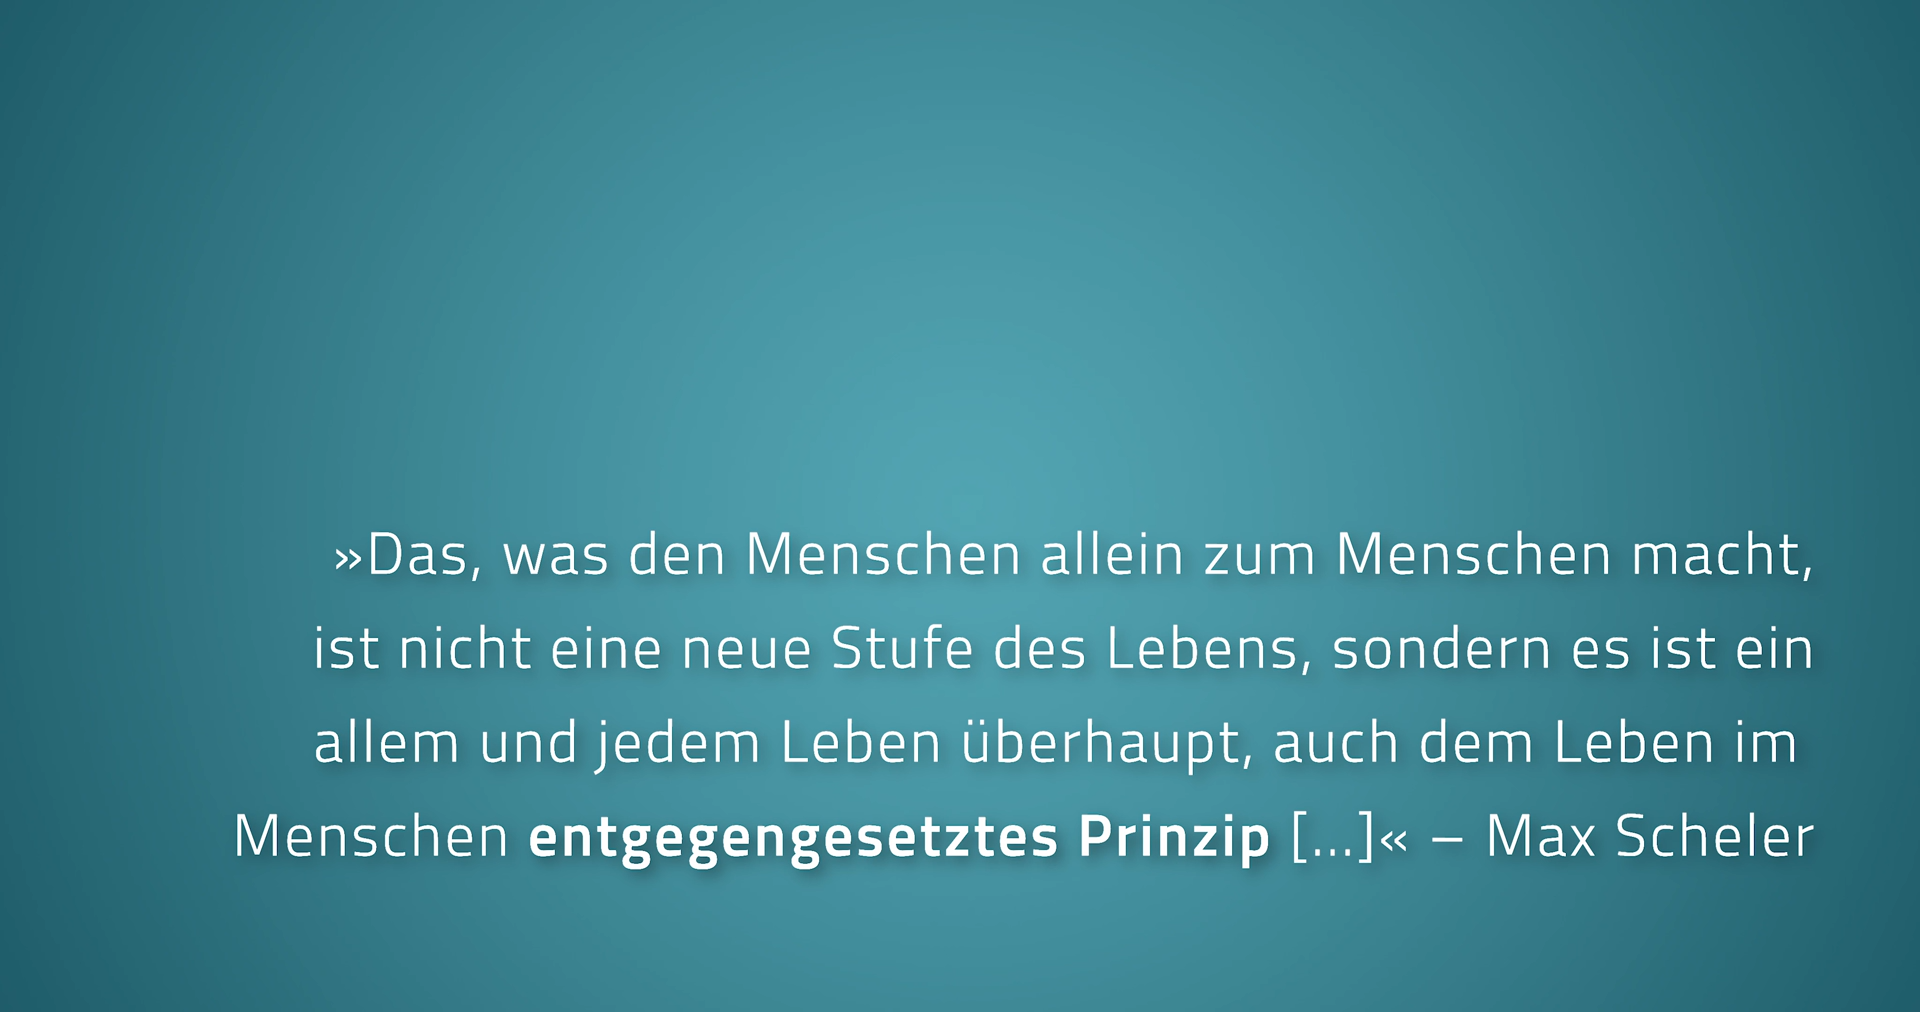 »Das, was den Menschen allein zum Menschen macht,
ist nicht eine neue Stufe des Lebens, sondern es ist ein
allem und jedem Leben überhaupt, auch dem Leben im
Menschen entgegengesetztes Prinzip [...]« – Max Scheler